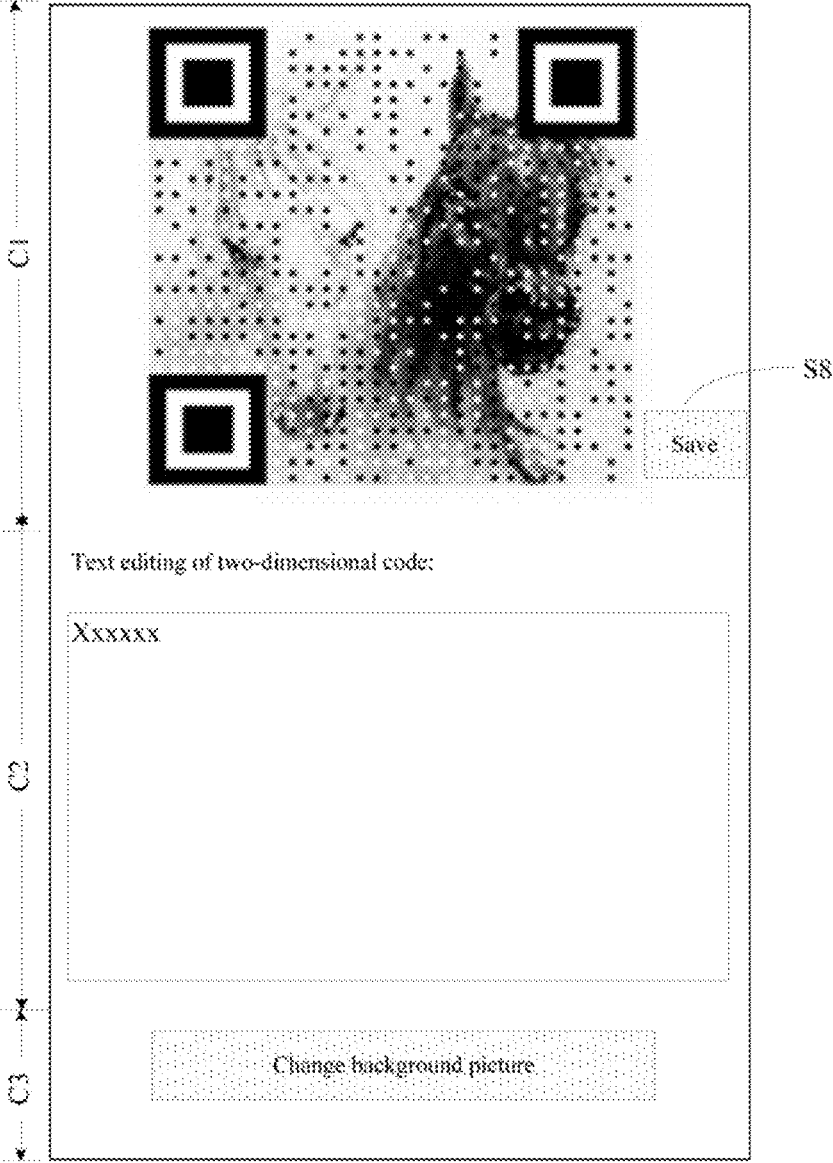 C1
S8
Save
Text editing of two-dimensional code:
Xxxxxx
C2
Change background picture
C3